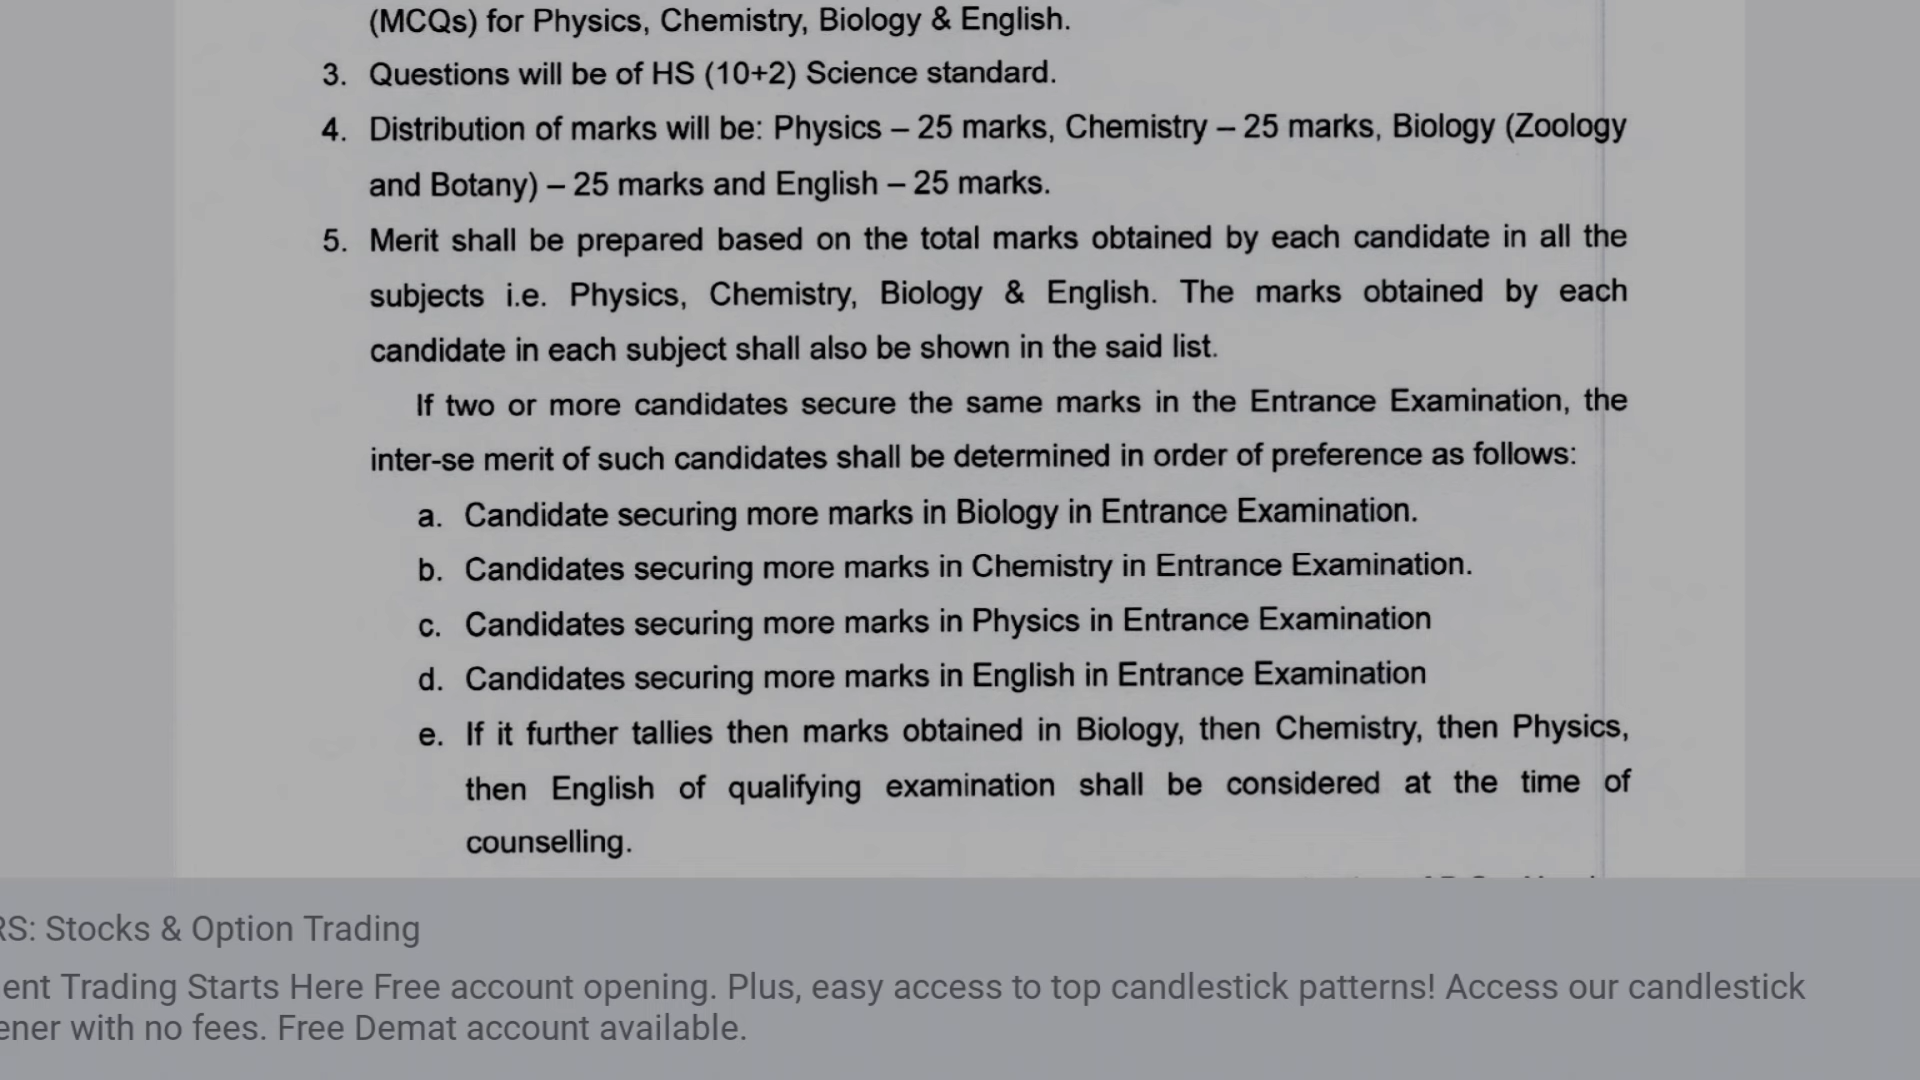 (MCQs) for Physics, Chemistry, Biology & English.
3. Questions will be of HS (10+2) Science standard.
4. Distribution of marks will be: Physics – 25 marks, Chemistry – 25 marks, Biology (Zoology
and Botany) – 25 marks and English – 25 marks.
5. Merit shall be prepared based on the total marks obtained by each candidate in all the
subjects i.e. Physics, Chemistry, Biology & English. The marks obtained by each
candidate in each subject shall also be shown in the said list.
If two or more candidates secure the same marks in the Entrance Examination, the
inter-se merit of such candidates shall be determined in order of preference as follows:
a. Candidate securing more marks in Biology in Entrance Examination.
b. Candidates securing more marks in Chemistry in Entrance Examination.
c. Candidates securing more marks in Physics in Entrance Examination
d. Candidates securing more marks in English in Entrance Examination
e. If it further tallies then marks obtained in Biology, then Chemistry, then Physics,
then English of qualifying examination shall be considered at the time of
counselling.
RS: Stocks & Option Trading
ent Trading Starts Here Free account opening. Plus, easy access to top candlestick patterns! Access our candlestick
ener with no fees. Free Demat account available.